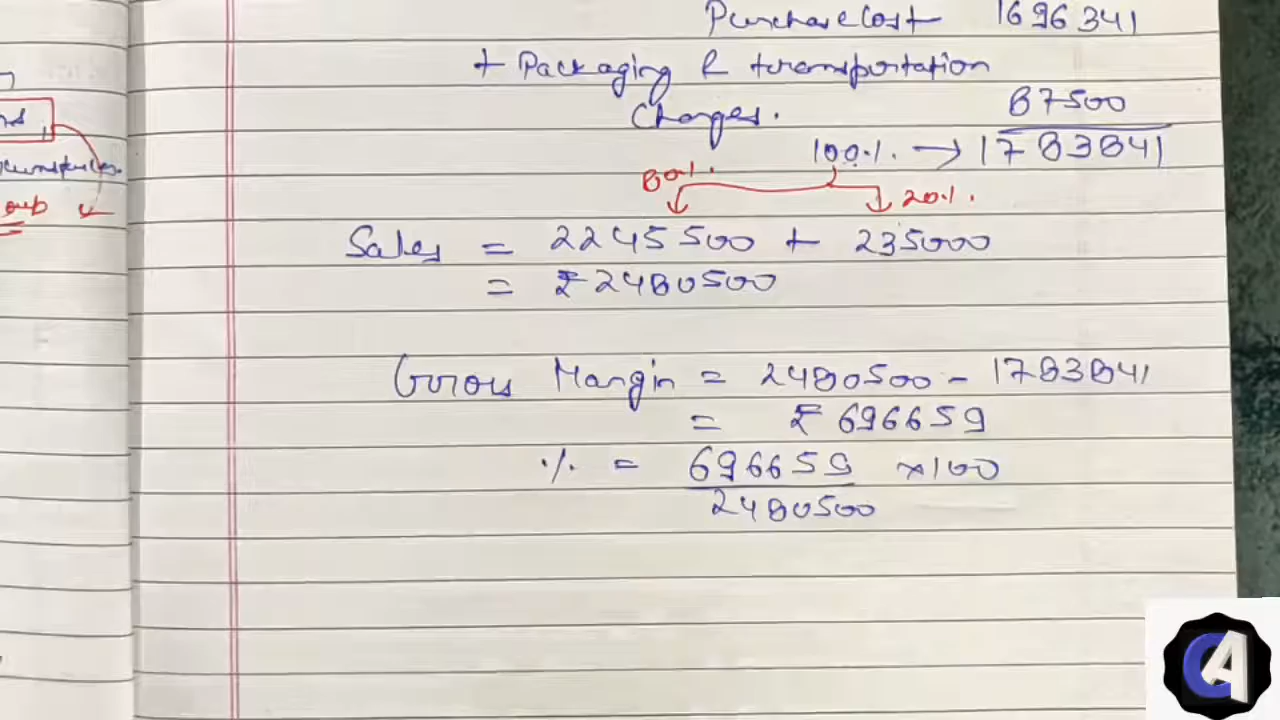 Purchase Cost 1696341
+ Packaging & transportation
Charges. 87500
100% → 1783841
80%. 20%.
Sales = 2245500 + 235000
= ₹2480500
Gross Margin = 2480500 - 1783841
= ₹ 696659
% = 696659 ×100
2480500
CA